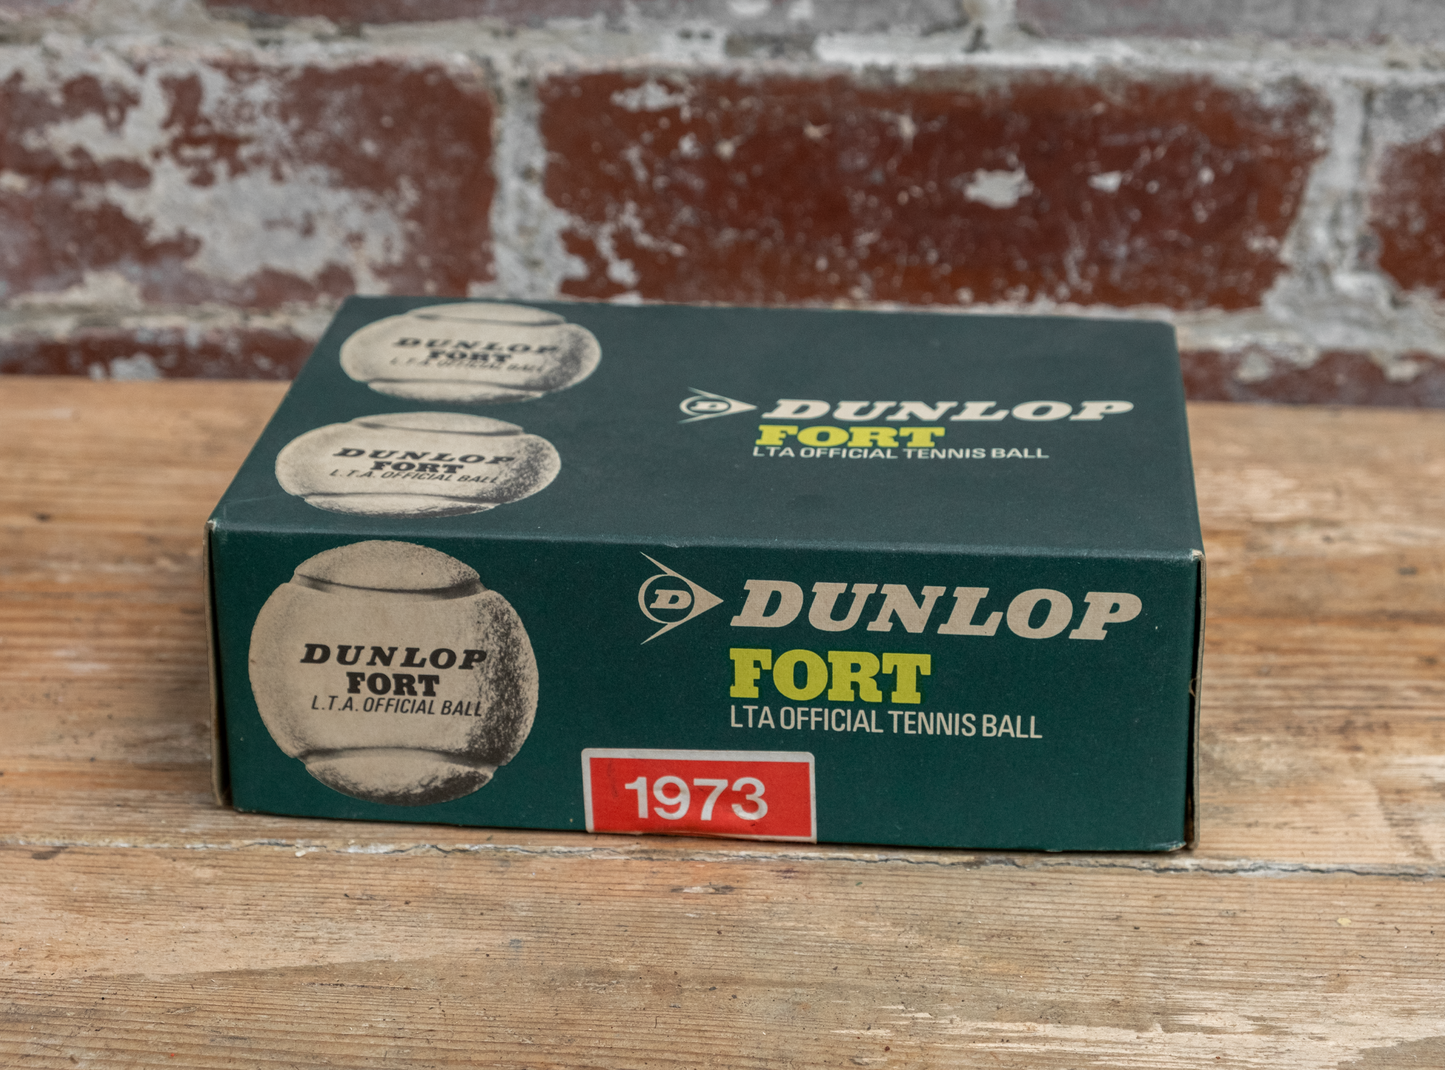 DUNLOP
FORT
L.T.A. OFFICIAL BALL
DUNLOP
FORT
LTA OFFICIAL TENNIS BALL
DUNLOP
FORT
L.T.A. OFFICIAL BALL
D DUNLOP
FORT
LTA OFFICIAL TENNIS BALL
DUNLOP
FORT
L.T.A. OFFICIAL BALL
1973